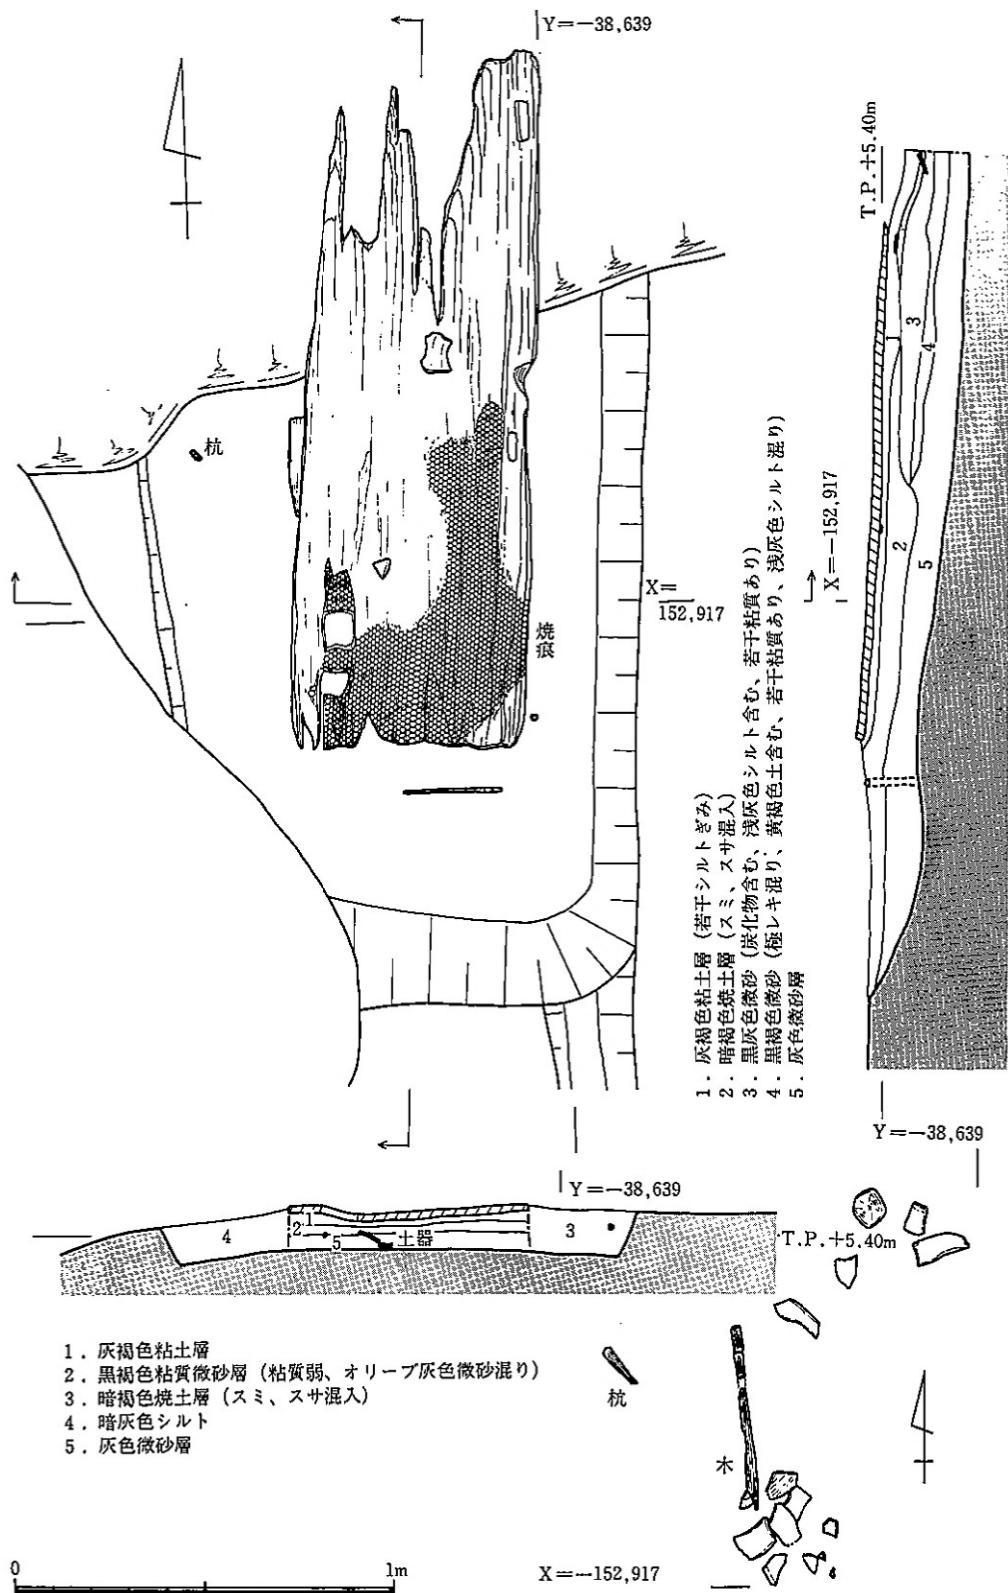 Y=−38,639
T.P.+5.40m
杭
X=
152,917
焼痕
1
3
4
2
5
X=−152,917
1．灰褐色粘土層（若干シルトぎみ）
2．暗褐色焼土層（スミ、スサ混入）
3．黒灰色微砂（炭化物含む、浅灰色シルト含む、若干粘質あり）
4．黒褐色微砂（極レキ混り、黄褐色土含む、若干粘質あり、浅灰色シルト混り）
5．灰色微砂層
Y=−38,639
Y=−38,639
4
2
1
5
土器
3
T.P.+5.40m
1．灰褐色粘土層
2．黒褐色粘質微砂層（粘質弱、オリーブ灰色微砂混り）
3．暗褐色焼土層（スミ、スサ混入）
4．暗灰色シルト
5．灰色微砂層
杭
木
0
1m
X=−152,917